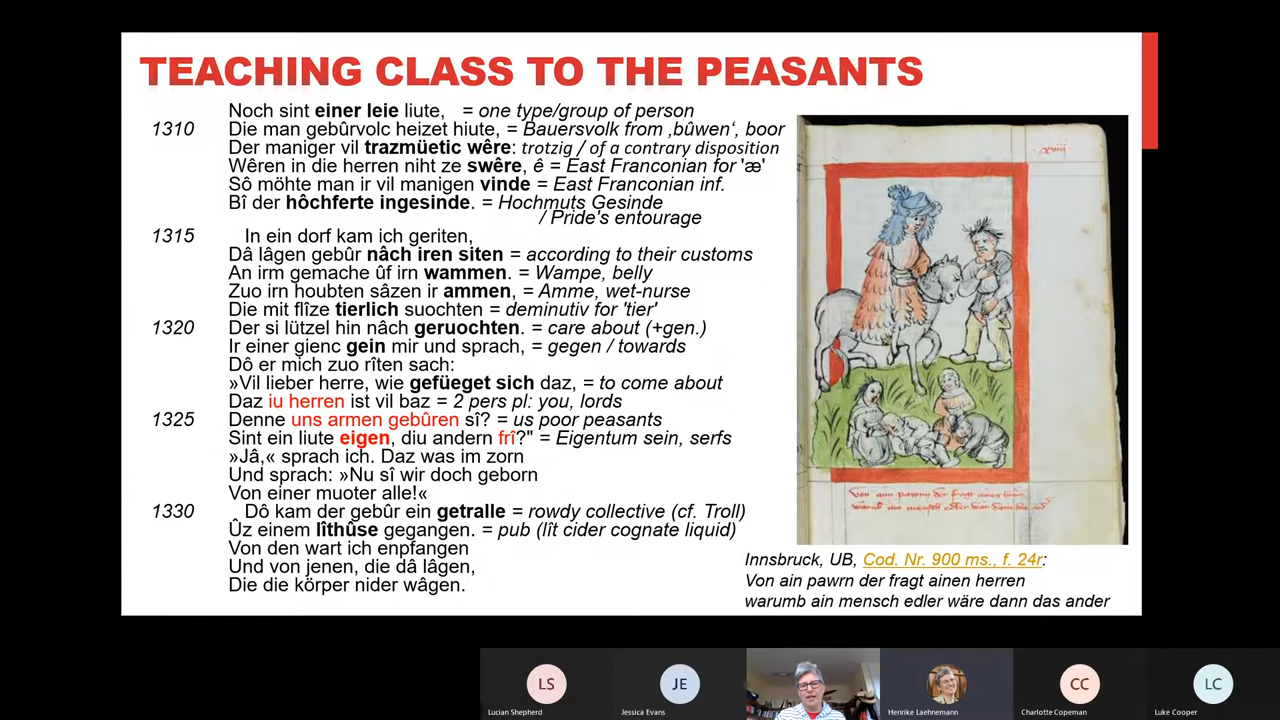 TEACHING CLASS TO THE PEASANTS
Noch sint einer leie liute, = one type/group of person
1310 Die man gebûrvolc heizet hiute, = Bauersvolk from ‚bûwen‘, boor
Der maniger vil trazmüetic wêre: trotzig / of a contrary disposition
Wêren in die herren niht ze swêre, ê = East Franconian for 'æ'
Sô möhte man ir vil manigen vinde = East Franconian inf.
Bî der hôchferte ingesinde. = Hochmuts Gesinde
/ Pride's entourage
1315 In ein dorf kam ich geriten,
Dâ lâgen gebûr nâch iren siten = according to their customs
An irm gemache ûf irn wammen. = Wampe, belly
Zuo irn houbten sâzen ir ammen, = Amme, wet-nurse
Die mit flîze tierlich suochten = deminutiv for 'tier'
1320 Der si lützel hin nâch geruochten. = care about (+gen.)
Ir einer gienc gein mir und sprach, = gegen / towards
Dô er mich zuo rîten sach:
»Vil lieber herre, wie gefüeget sich daz, = to come about
Daz iu herren ist vil baz = 2 pers pl: you, lords
1325 Denne uns armen gebûren sî? = us poor peasants
Sint ein liute eigen, diu andern frî?" = Eigentum sein, serfs
»Jâ,« sprach ich. Daz was im zorn
Und sprach: »Nu sî wir doch geborn
Von einer muoter alle!«
1330 Dô kam der gebûr ein getralle = rowdy collective (cf. Troll)
Ûz einem lîthûse gegangen. = pub (lît cider cognate liquid)
Von den wart ich enpfangen
Und von jenen, die dâ lâgen,
Die die körper nider wâgen.
Innsbruck, UB, Cod. Nr. 900 ms., f. 24r:
Von ain pawrn der fragt ainen herren
warumb ain mensch edler wäre dann das ander
LS
JE
CC
LC
Lucian Shepherd
Jessica Evans
Henrike Laehnemann
Charlotte Copeman
Luke Cooper